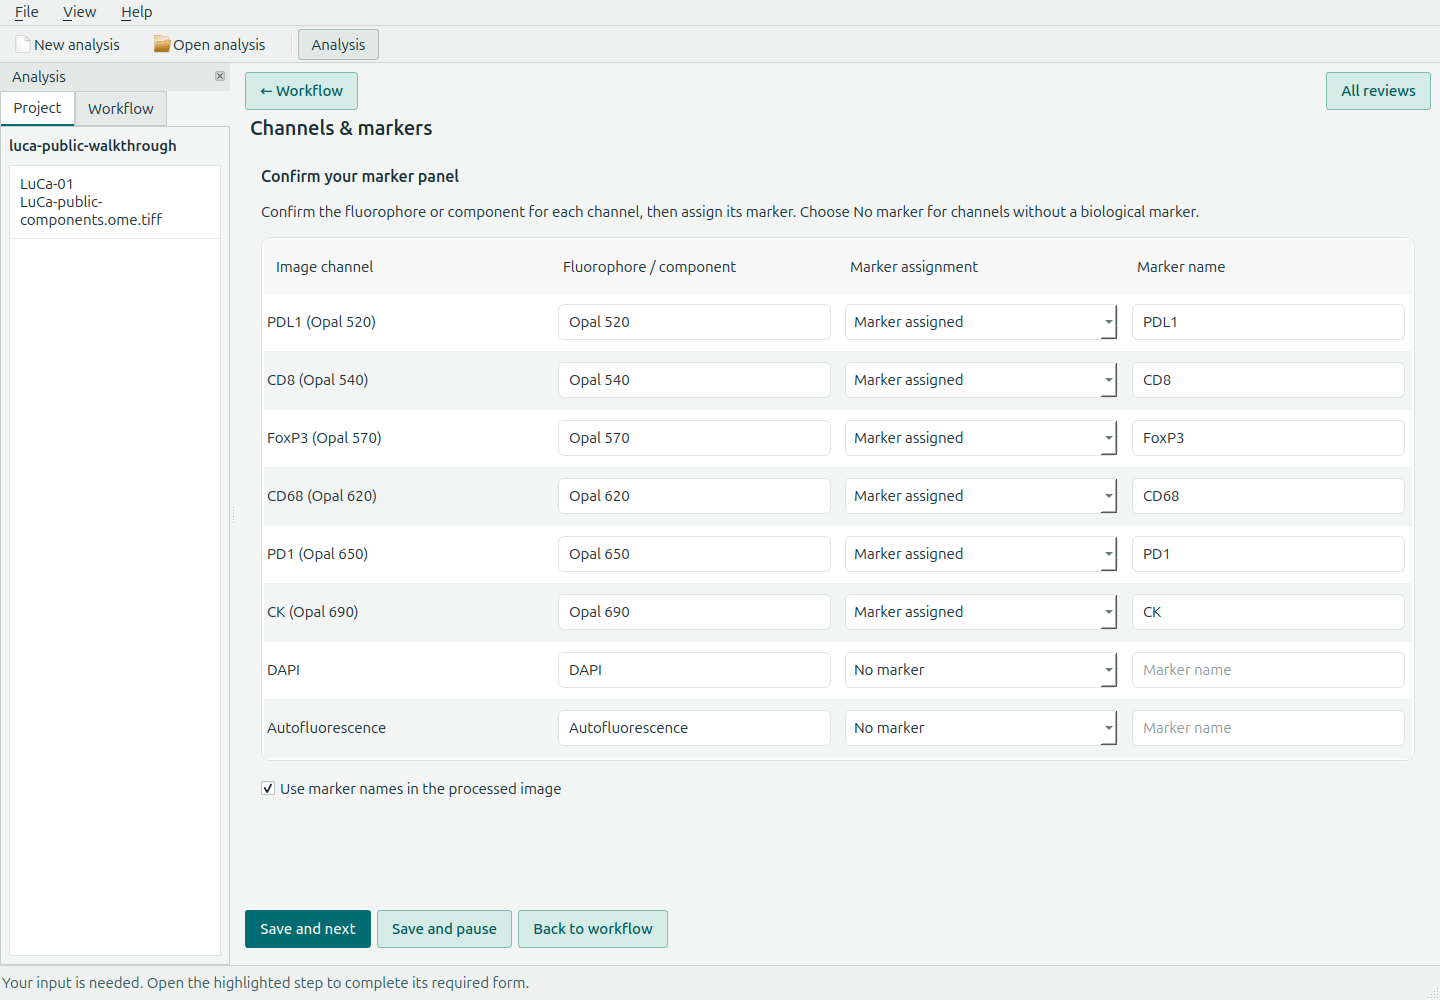 File View Help
New analysis Open analysis Analysis
Analysis
Project Workflow
luca-public-walkthrough
LuCa-01
LuCa-public-
components.ome.tiff
← Workflow All reviews
Channels & markers
Confirm your marker panel
Confirm the fluorophore or component for each channel, then assign its marker. Choose No marker for channels without a biological marker.
Image channel Fluorophore / component Marker assignment Marker name
PDL1 (Opal 520) Opal 520 Marker assigned PDL1
CD8 (Opal 540) Opal 540 Marker assigned CD8
FoxP3 (Opal 570) Opal 570 Marker assigned FoxP3
CD68 (Opal 620) Opal 620 Marker assigned CD68
PD1 (Opal 650) Opal 650 Marker assigned PD1
CK (Opal 690) Opal 690 Marker assigned CK
DAPI DAPI No marker Marker name
Autofluorescence Autofluorescence No marker Marker name
Use marker names in the processed image
Save and next Save and pause Back to workflow
Your input is needed. Open the highlighted step to complete its required form.